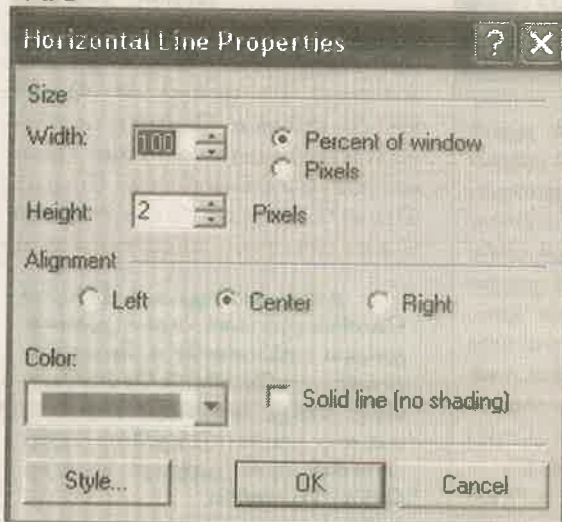 Horizontal Line Properties ? X
Size
Width: 100 Percent of window
Pixels
Height: 2 Pixels
Alignment
Left Center Right
Color:
Solid line (no shading)
Style... OK Cancel